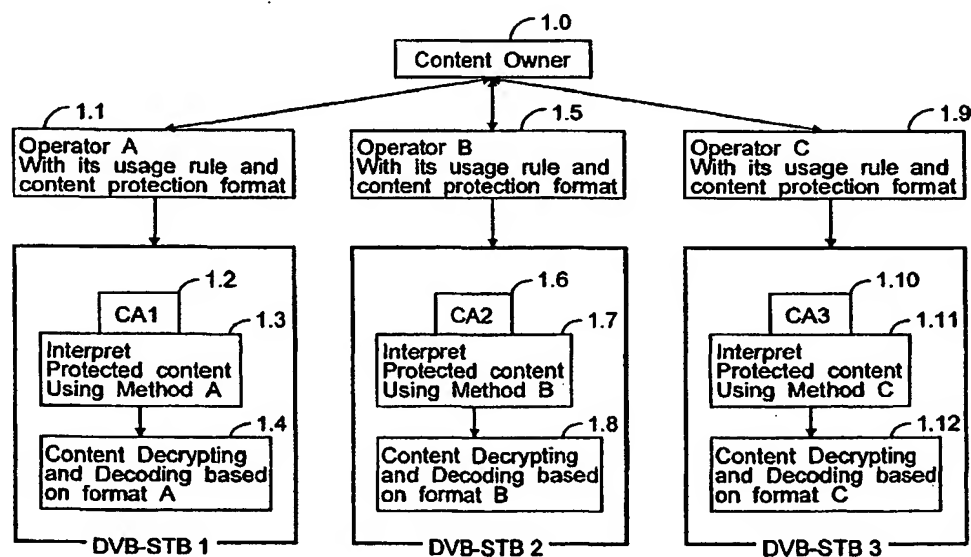 1.0
Content Owner
1.1
Operator A
With its usage rule and
content protection format
1.5
Operator B
With its usage rule and
content protection format
1.9
Operator C
With its usage rule and
content protection format
1.2
CA1
1.3
Interpret
Protected content
Using Method A
1.4
Content Decrypting
and Decoding based
on format A
DVB-STB 1
1.6
CA2
1.7
Interpret
Protected content
Using Method B
1.8
Content Decrypting
and Decoding based
on format B
DVB-STB 2
1.10
CA3
1.11
Interpret
Protected content
Using Method C
1.12
Content Decrypting
and Decoding based
on format C
DVB-STB 3